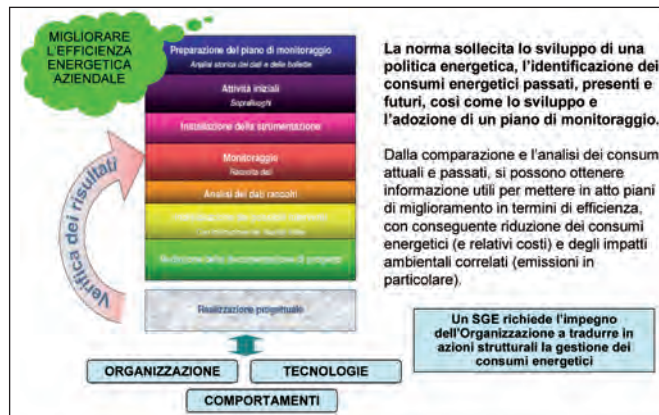 MIGLIORARE
L'EFFICIENZA
ENERGETICA
AZIENDALE
Preparazione del piano di monitoraggio
Analisi storica dei dati e delle bollette
Attività iniziali
Sopralluoghi
Installazione della strumentazione
Monitoraggio
Raccolta dati
Analisi dei dati raccolti
Realizzazione progettuale
Verifica dei risultati
ORGANIZZAZIONE
TECNOLOGIE
COMPORTAMENTI
La norma sollecita lo sviluppo di una
politica energetica, l'identificazione dei
consumi energetici passati, presenti e
futuri, così come lo sviluppo e
l'adozione di un piano di monitoraggio.
Dalla comparazione e l'analisi dei consum
attuali e passati, si possono ottenere
informazione utili per mettere in atto piani
di miglioramento in termini di efficienza,
con conseguente riduzione dei consumi
energetici (e relativi costi) e degli impatti
ambientali correlati (emissioni in
particolare).
Un SGE richiede l'impegno
dell'Organizzazione a tradurre in
azioni strutturali la gestione dei
consumi energetici